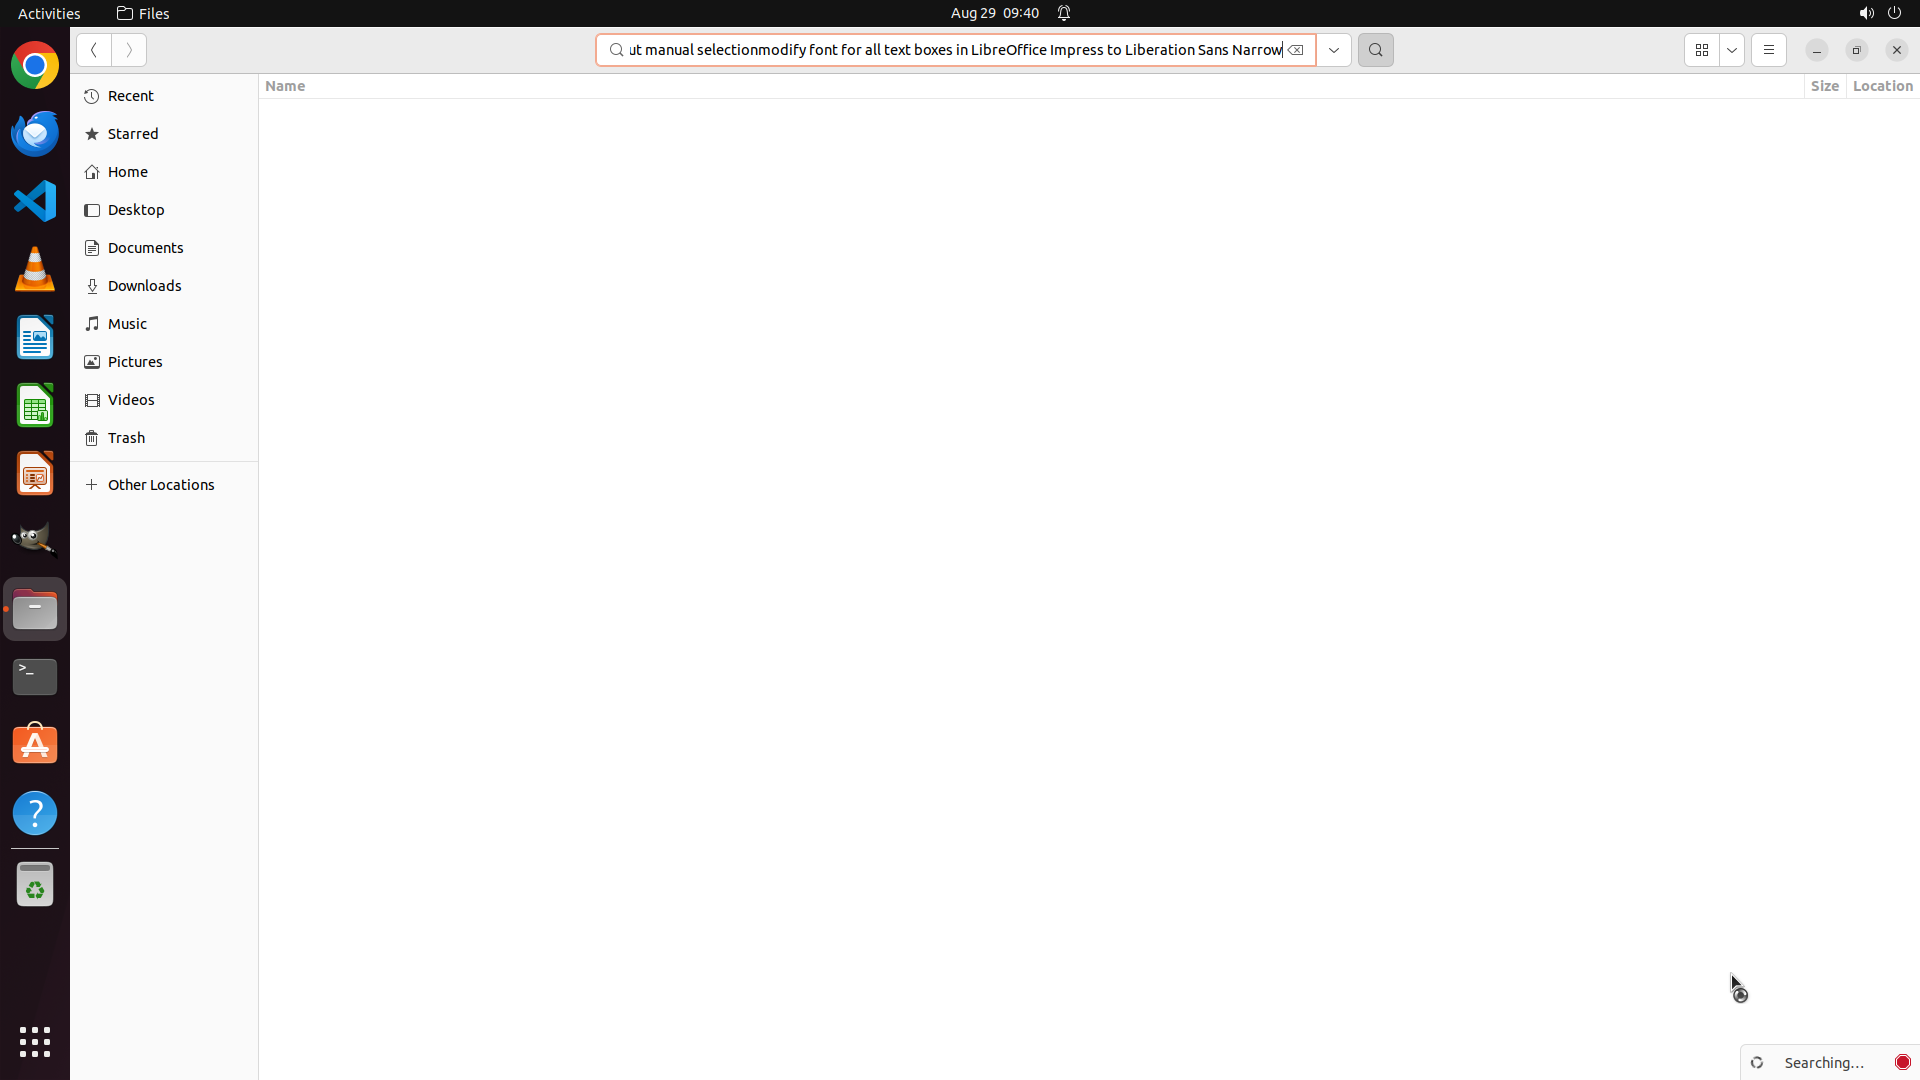 Activities
Files
Aug 29 09:40
ut manual selectionmodify font for all text boxes in LibreOffice Impress to Liberation Sans Narrow
Name
Size
Location
Recent
Starred
Home
Desktop
Documents
Downloads
Music
Pictures
Videos
Trash
Other Locations
Searching…